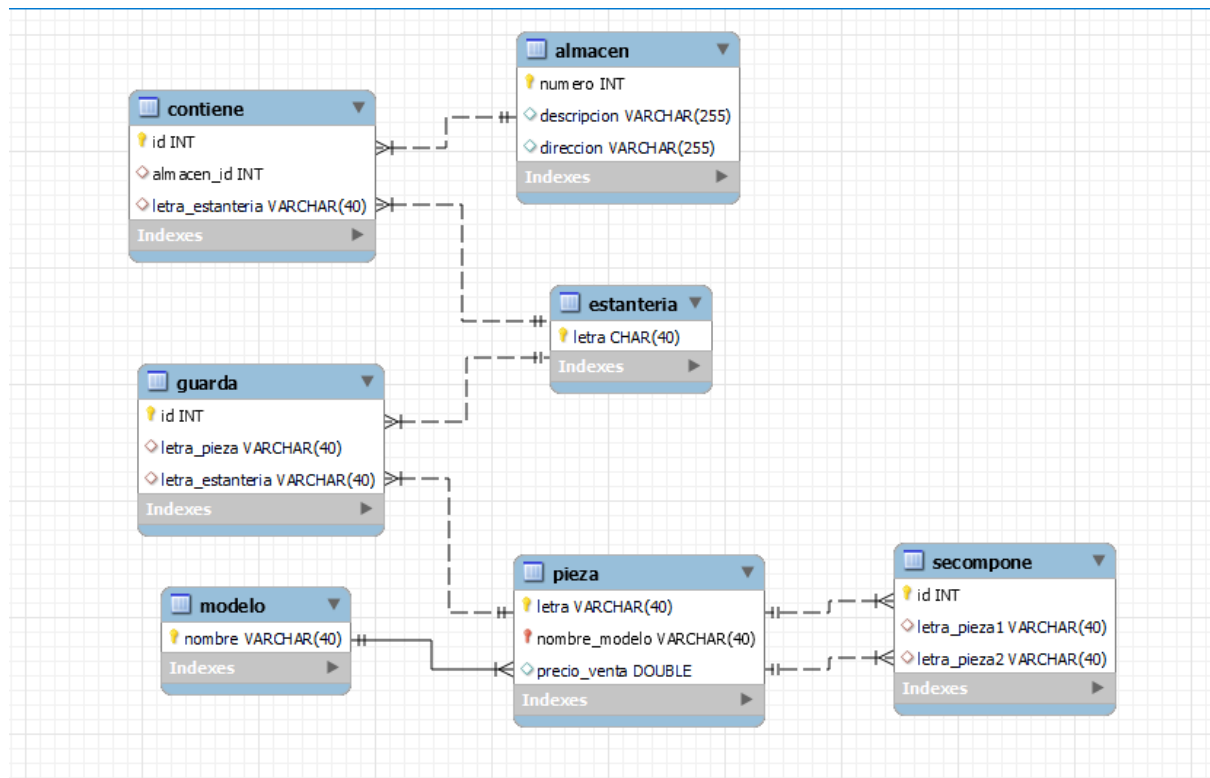 almacen
numero INT
descripcion VARCHAR(255)
direccion VARCHAR(255)
Indexes
contiene
id INT
almacen_id INT
letra_estanteria VARCHAR(40)
Indexes
estanteria
letra CHAR(40)
Indexes
guarda
id INT
letra_pieza VARCHAR(40)
letra_estanteria VARCHAR(40)
Indexes
modelo
nombre VARCHAR(40)
Indexes
pieza
letra VARCHAR(40)
nombre_modelo VARCHAR(40)
precio_venta DOUBLE
Indexes
secompone
id INT
letra_pieza1 VARCHAR(40)
letra_pieza2 VARCHAR(40)
Indexes